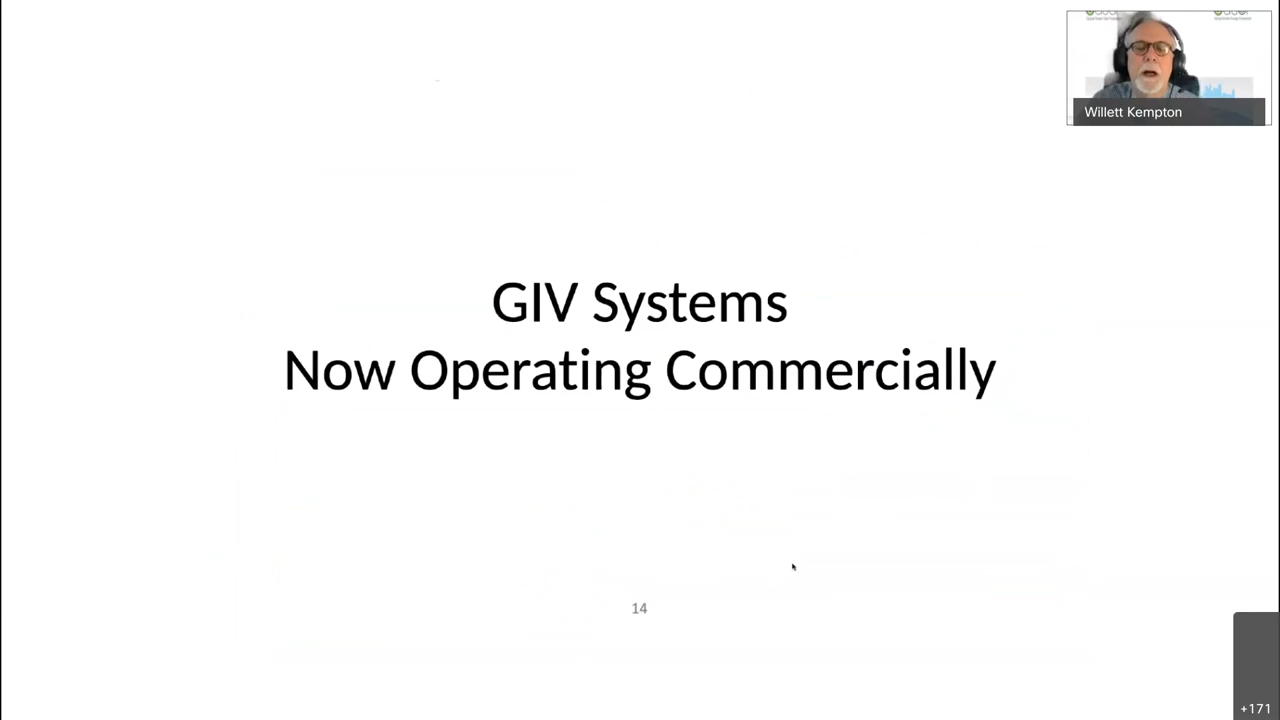 Willett Kempton
GIV Systems
Now Operating Commercially
14
+171